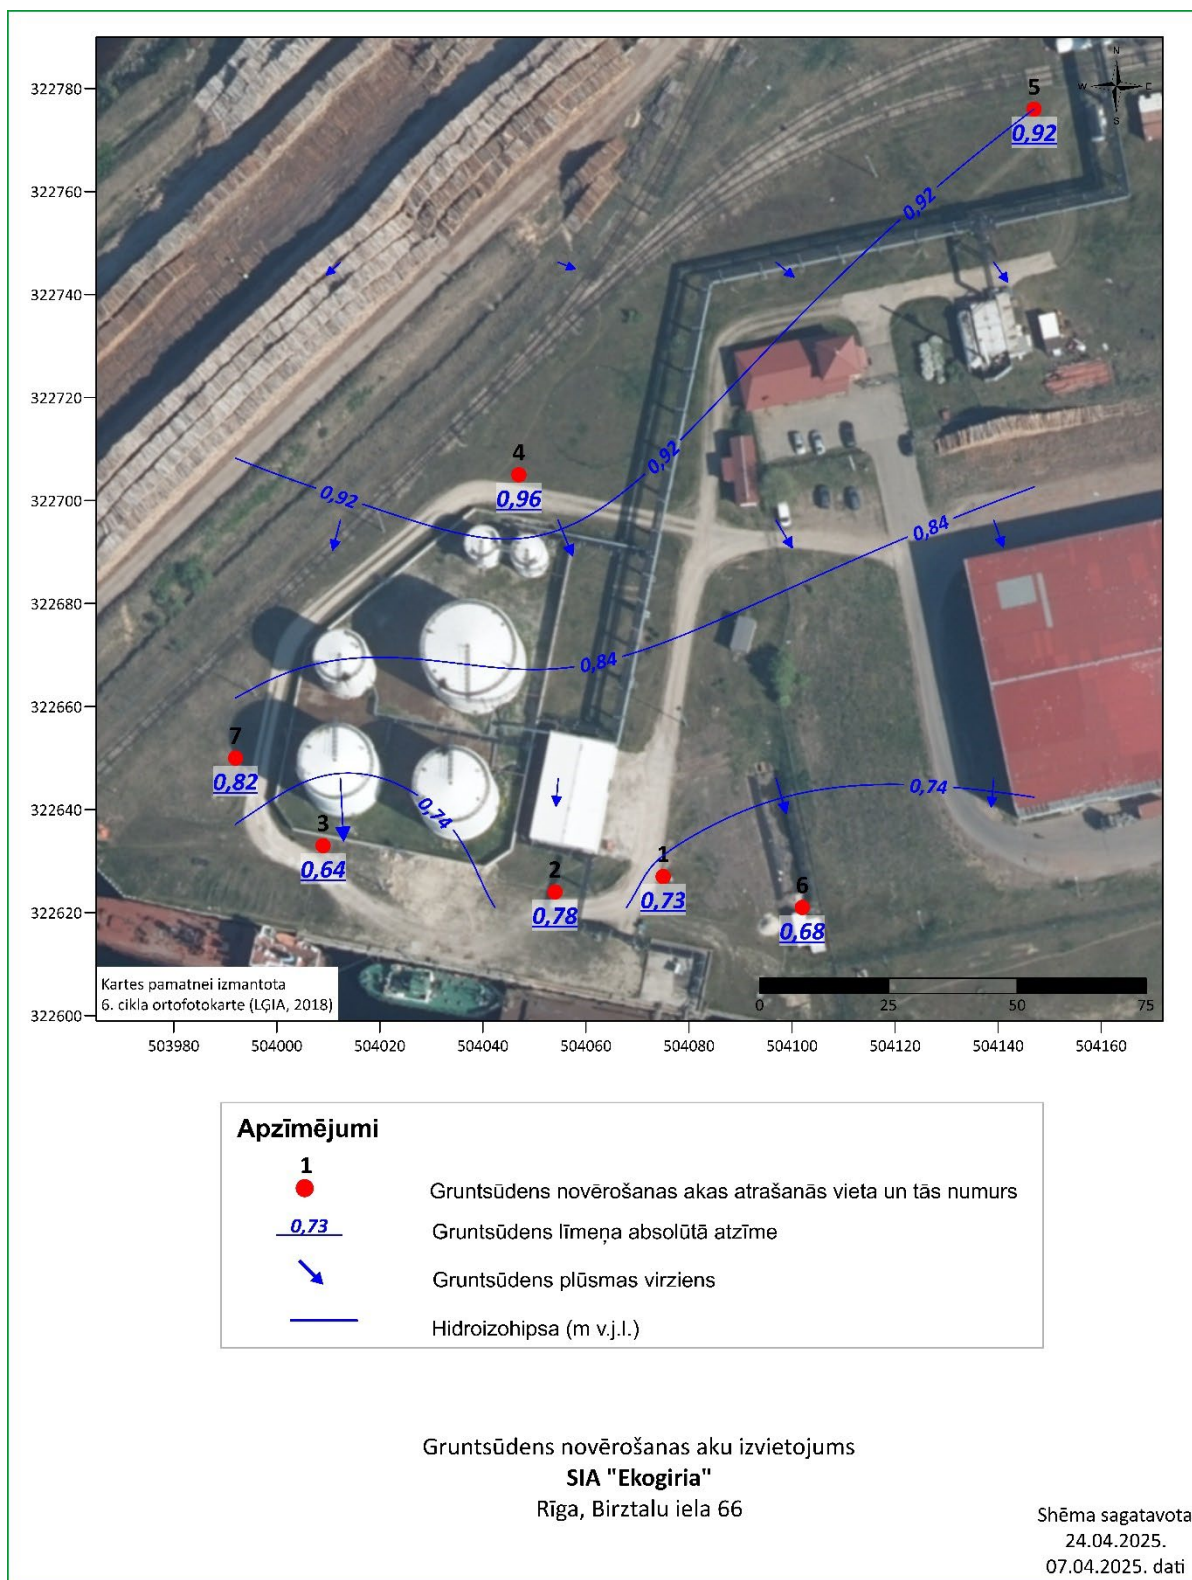 322780
322760
322740
322720
322700
322680
322660
322640
322620
322600
N
W
E
S
5
0,92
0,92
0,92
0,92
4
0,96
0,84
0,84
7
0,82
3
0,64
0,74
0,74
2
0,78
1
0,73
6
0,68
Kartes pamatnei izmantota
6. cikla ortofotokarte (LĢIA, 2018)
0 25 50 75
503980 504000 504020 504040 504060 504080 504100 504120 504140 504160
Apzīmējumi
1
Gruntsūdens novērošanas akas atrašanās vieta un tās numurs
0,73
Gruntsūdens līmeņa absolūtā atzīme
Gruntsūdens plūsmas virziens
Hidroizohipsa (m v.j.l.)
Gruntsūdens novērošanas aku izvietojums
SIA "Ekogiria"
Rīga, Birztalu iela 66
Shēma sagatavota
24.04.2025.
07.04.2025. dati